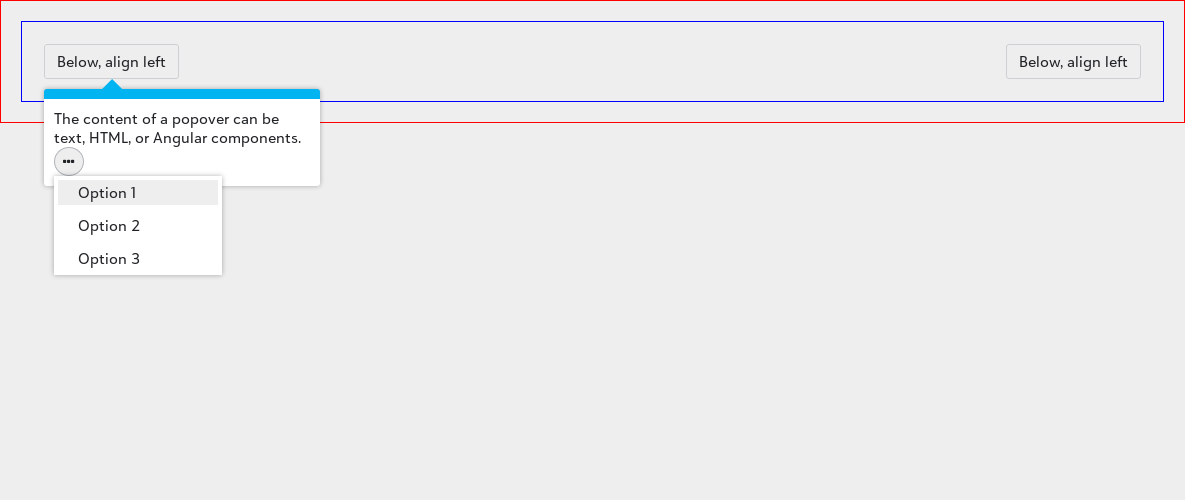 Below, align left
Below, align left
The content of a popover can be
text, HTML, or Angular components.
Option 1
Option 2
Option 3